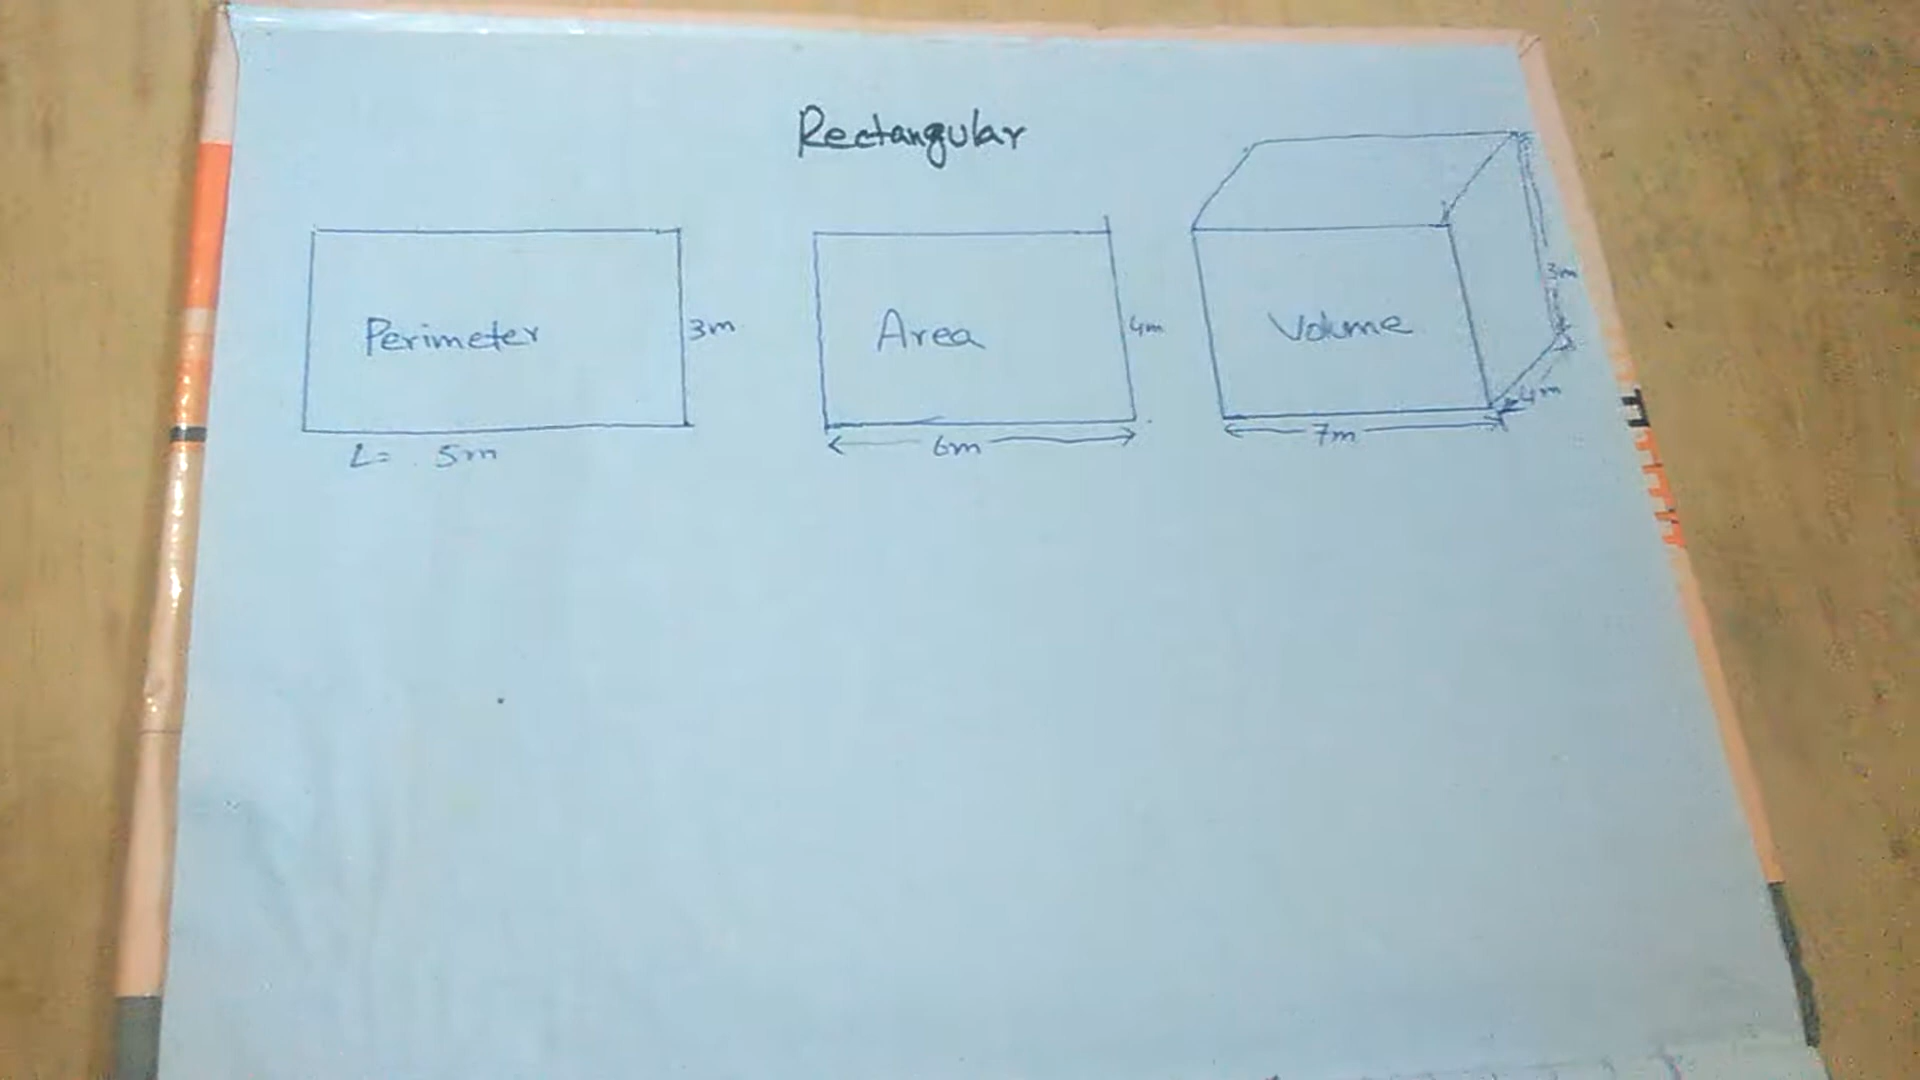 Rectangular
Perimeter
3m
L= 5m
Area
4m
6m
Volume
3m
4m
7m